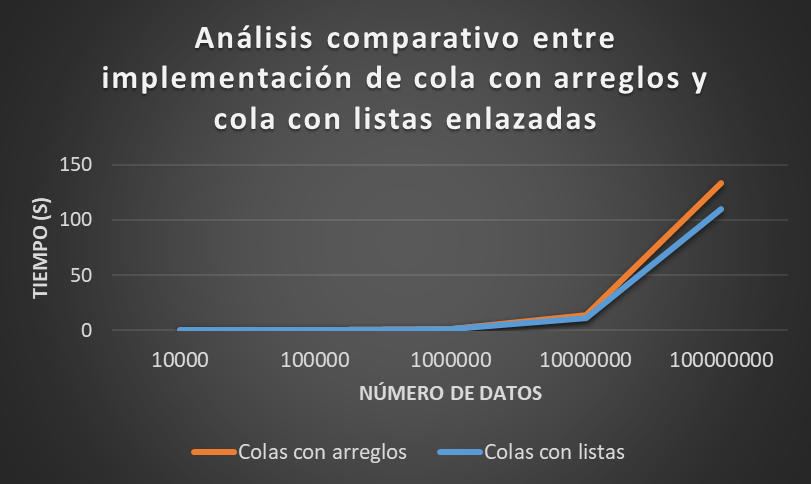 Análisis comparativo entre
implementación de cola con arreglos y
cola con listas enlazadas
TIEMPO (S)
150
100
50
0
10000 100000 1000000 10000000 100000000
NÚMERO DE DATOS
Colas con arreglos Colas con listas